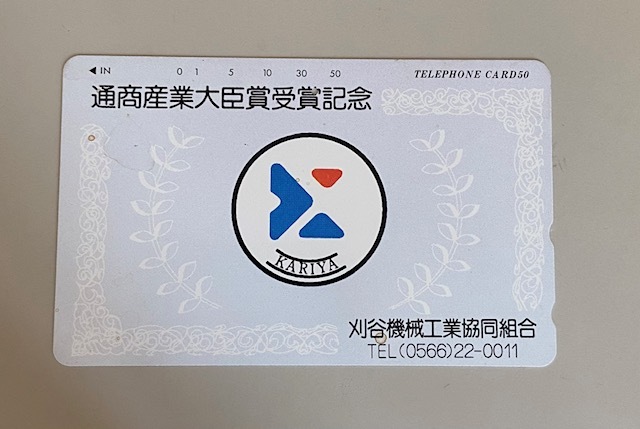 ◀ IN 0 1 5 10 30 50 TELEPHONE CARD50
通商産業大臣賞受賞記念
KARIYA
刈谷機械工業協同組合
TEL(0566)22-0011